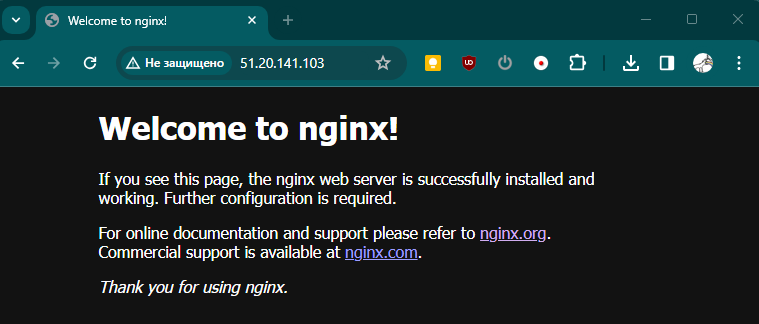 Welcome to nginx!
Не защищено 51.20.141.103
Welcome to nginx!
If you see this page, the nginx web server is successfully installed and
working. Further configuration is required.
For online documentation and support please refer to nginx.org.
Commercial support is available at nginx.com.
Thank you for using nginx.